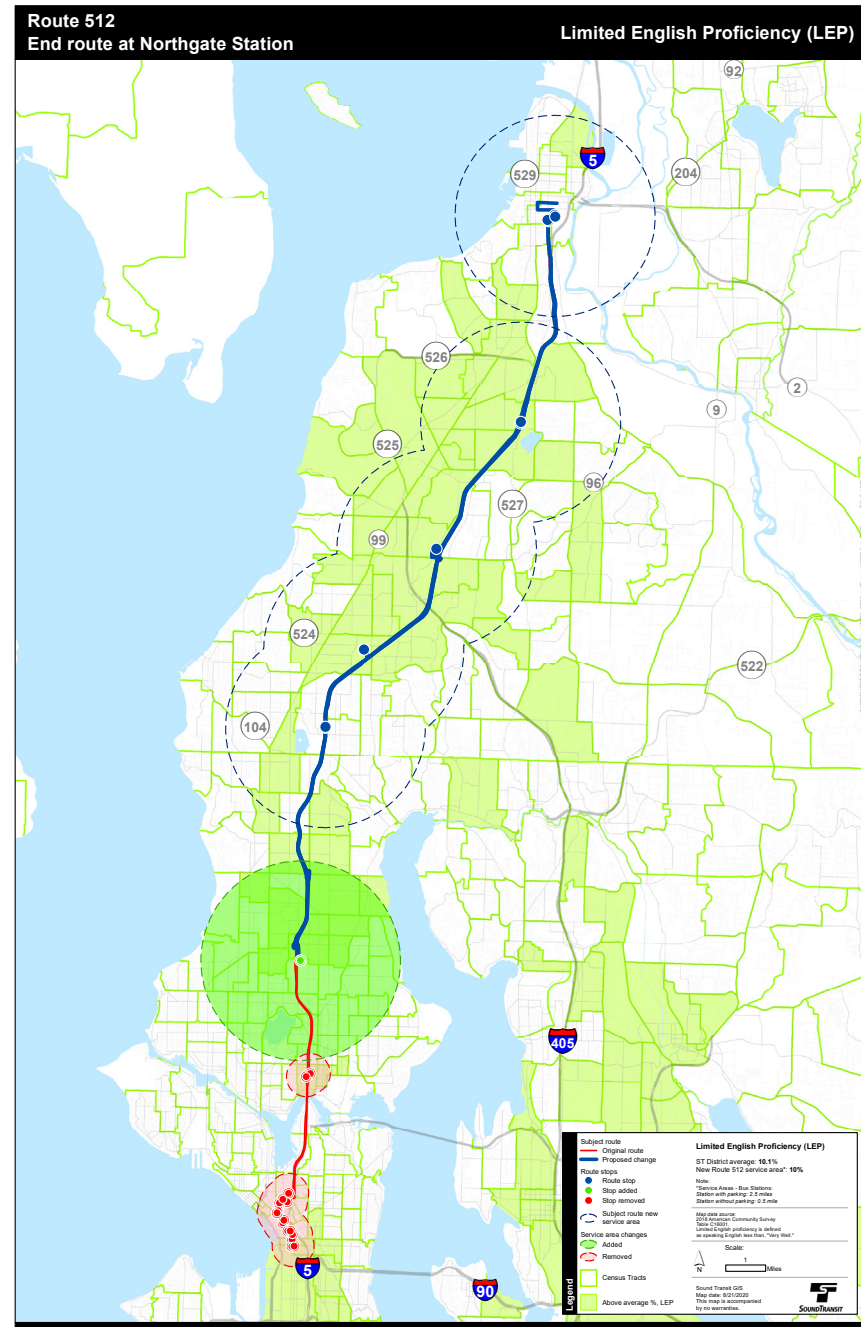 Route 512
End route at Northgate Station
Limited English Proficiency (LEP)
92
5
529
204
526
2
9
525
96
527
99
524
522
104
405
5
90
Legend
Subject route
Original route
Proposed change
Route stops
Route stop
Stop added
Stop removed
Subject route new
service area
Service area changes
Added
Removed
Census Tracts
Above average %, LEP
Limited English Proficiency (LEP)
ST District average: 10.1%
New Route 512 service area*: 10%
Note:
*Service Areas - Bus Stations:
Station with parking: 2.5 miles
Station without parking: 0.5 mile
Map data source:
2018 American Community Survey
Table C16001:
Limited English proficiency is defined
as speaking English less than, "Very Well."
Scale:
N
1
Miles
Sound Transit GIS
Map date: 8/21/2020
This map is accompanied
by no warranties.
SOUNDTRANSIT